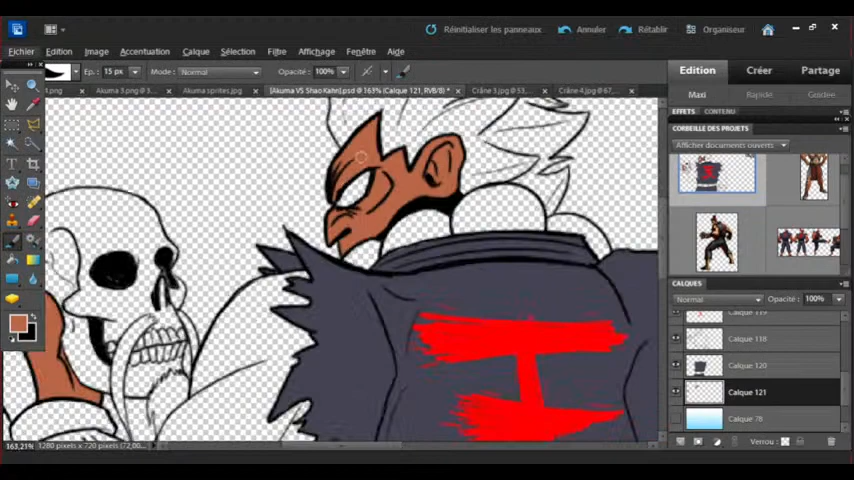 Réinitialiser les panneaux Annuler Rétablir Organiseur
Fichier Edition Image Accentuation Calque Sélection Filtre Affichage Fenêtre Aide
Edition Créer Partage
Ep.: 15 px Mode: Normal Opacité: 100%
Maxi Rapide Guidée
Akuma 3.png @ 3... Akuma sprites.jpg Akuma VS Shao Kahn).psd @ 163% (Calque 121, RVB/8) * Crâne 3.jpg @ 53,... Crâne 4.jpg @ 67,...
EFFETS CONTENU
CORBEILLE DES PROJETS
Afficher documents ouverts
CALQUES
Normal Opacité: 100%
Calque 119
Calque 118
Calque 120
Calque 121
Calque 78
163,21% 1280 pixels x 720 pixels (72,00...
Verrou: